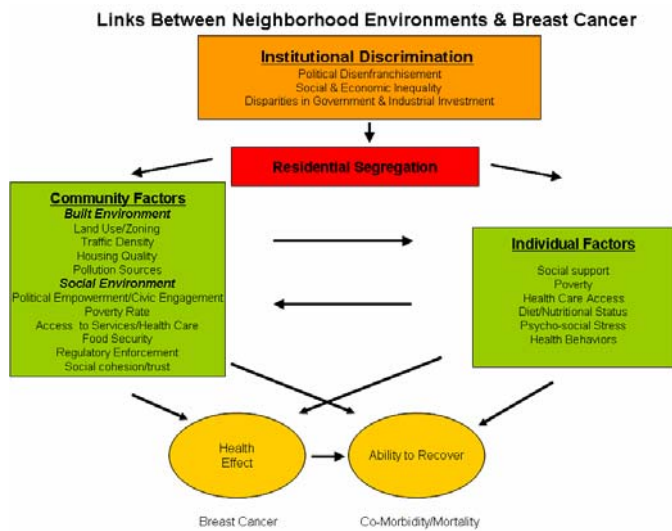 Links Between Neighborhood Environments & Breast Cancer
Institutional Discrimination
Political Disenfranchisement
Social & Economic Inequality
Disparities in Government & Industrial Investment
Residential Segregation
Community Factors
Built Environment
Land Use/Zoning
Traffic Density
Housing Quality
Pollution Sources
Social Environment
Political Empowerment/Civic Engagement
Poverty Rate
Access to Services/Health Care
Food Security
Regulatory Enforcement
Social cohesion/trust
Individual Factors
Social support
Poverty
Health Care Access
Diet/Nutritional Status
Psycho-social Stress
Health Behaviors
Health
Effect
Ability to Recover
Breast Cancer
Co-Morbidity/Mortality